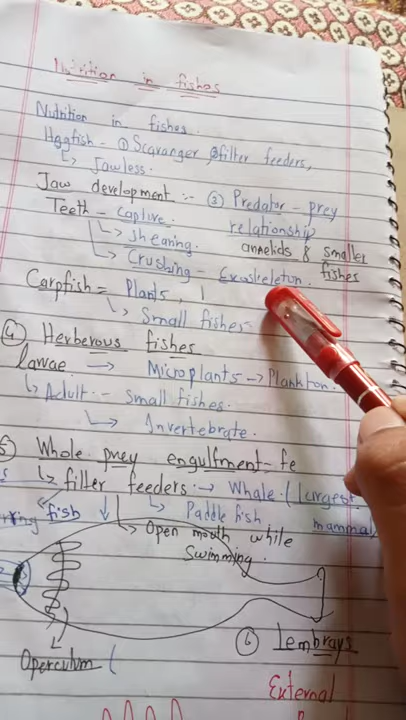 Nutrition in fishes
Nutrition in fishes.
Hagfish - ① Scavanger, ② filter feeders,
↳ Jawless.
Jaw development :- ③ Predator - prey relationship
Teeth - capture.
annelids & smaller fishes
↳ Shearing.
↳ Crushing - Exoskeleton.
Carpfish = Plants,
↳ Small fishes
④ Herberous fishes
larvae → Microplants → Plankton.
↳ Adult - Small fishes.
↳ Invertebrate.
5) Whole prey engulfment - fe
↳ filter feeders → Whale (largest mammal)
fish
↳ Paddle fish
↳ Open mouth while Swimming.
Operculum (
⑥ Lembrays
External